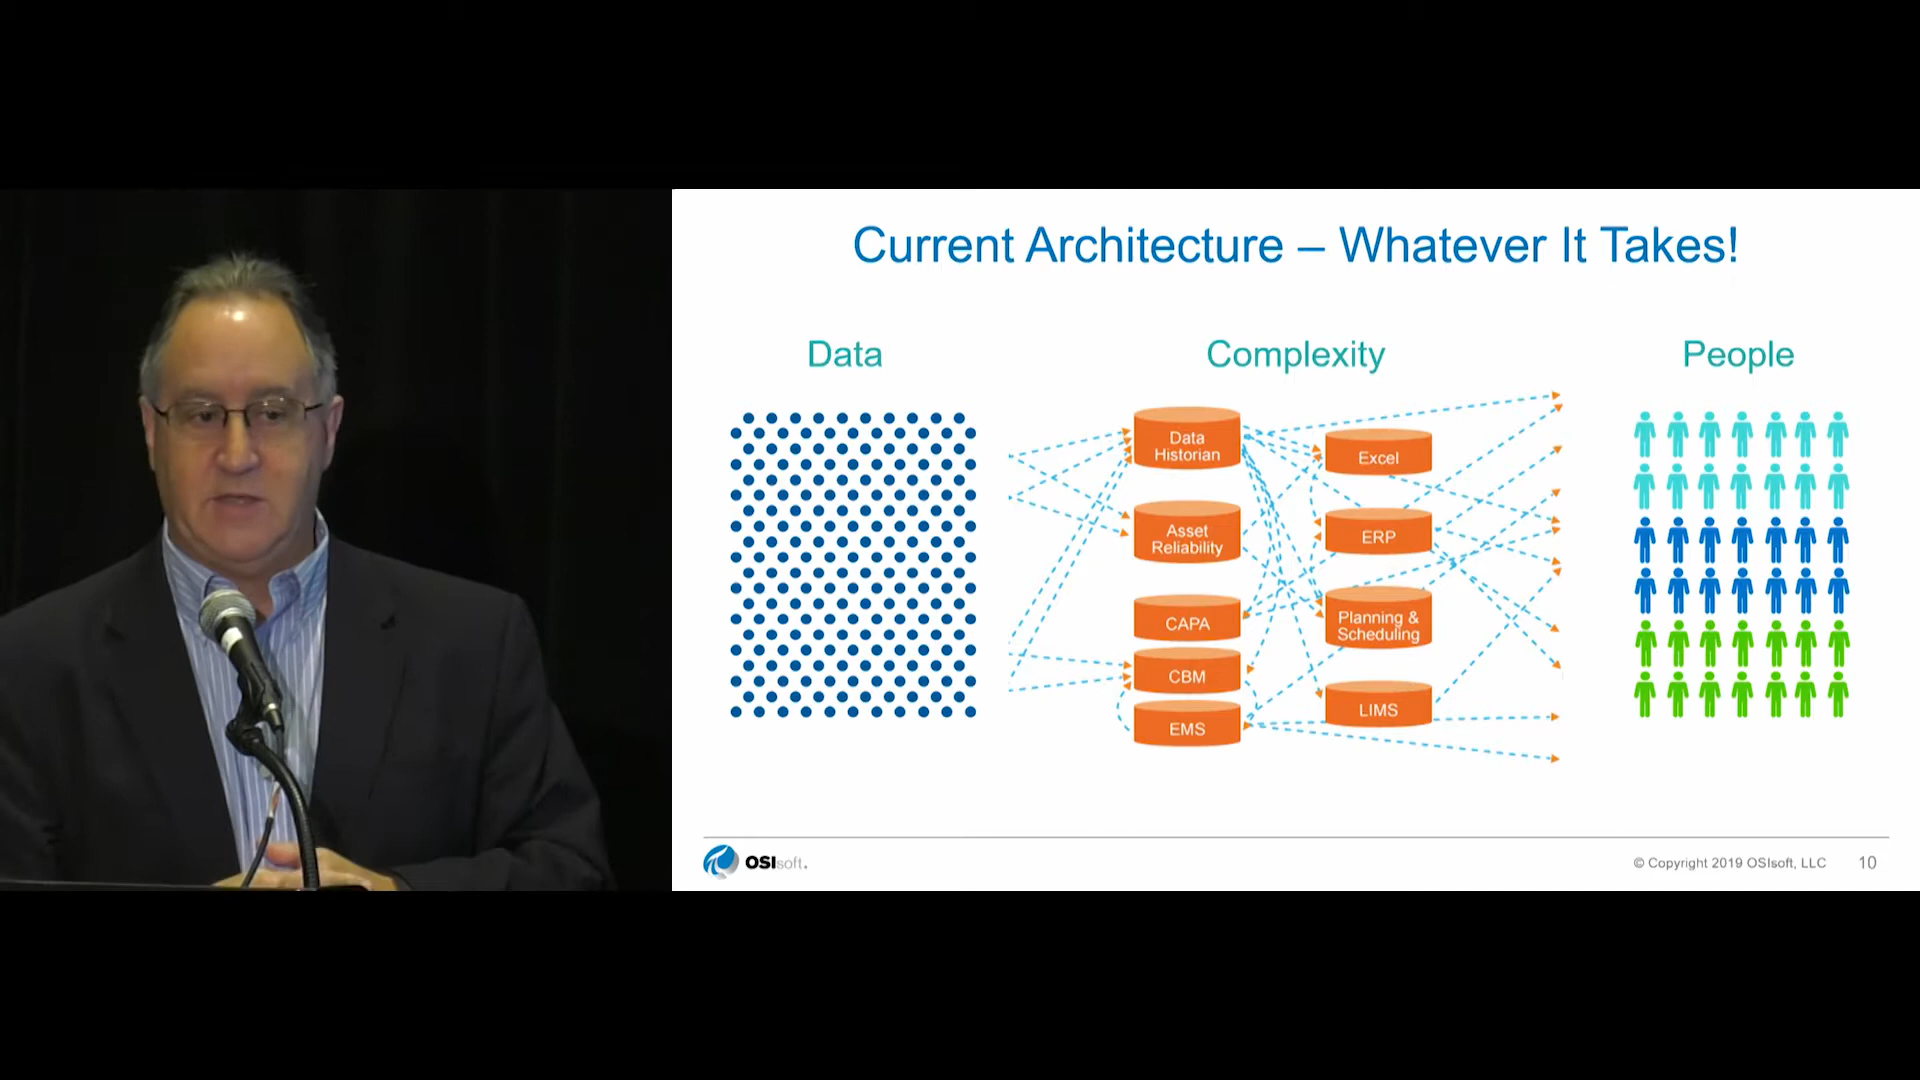 Current Architecture – Whatever It Takes!
Data
Complexity
People
Data
Historian
Asset
Reliability
CAPA
CBM
EMS
Excel
ERP
Planning &
Scheduling
LIMS
OSIsoft.
© Copyright 2019 OSIsoft, LLC
10